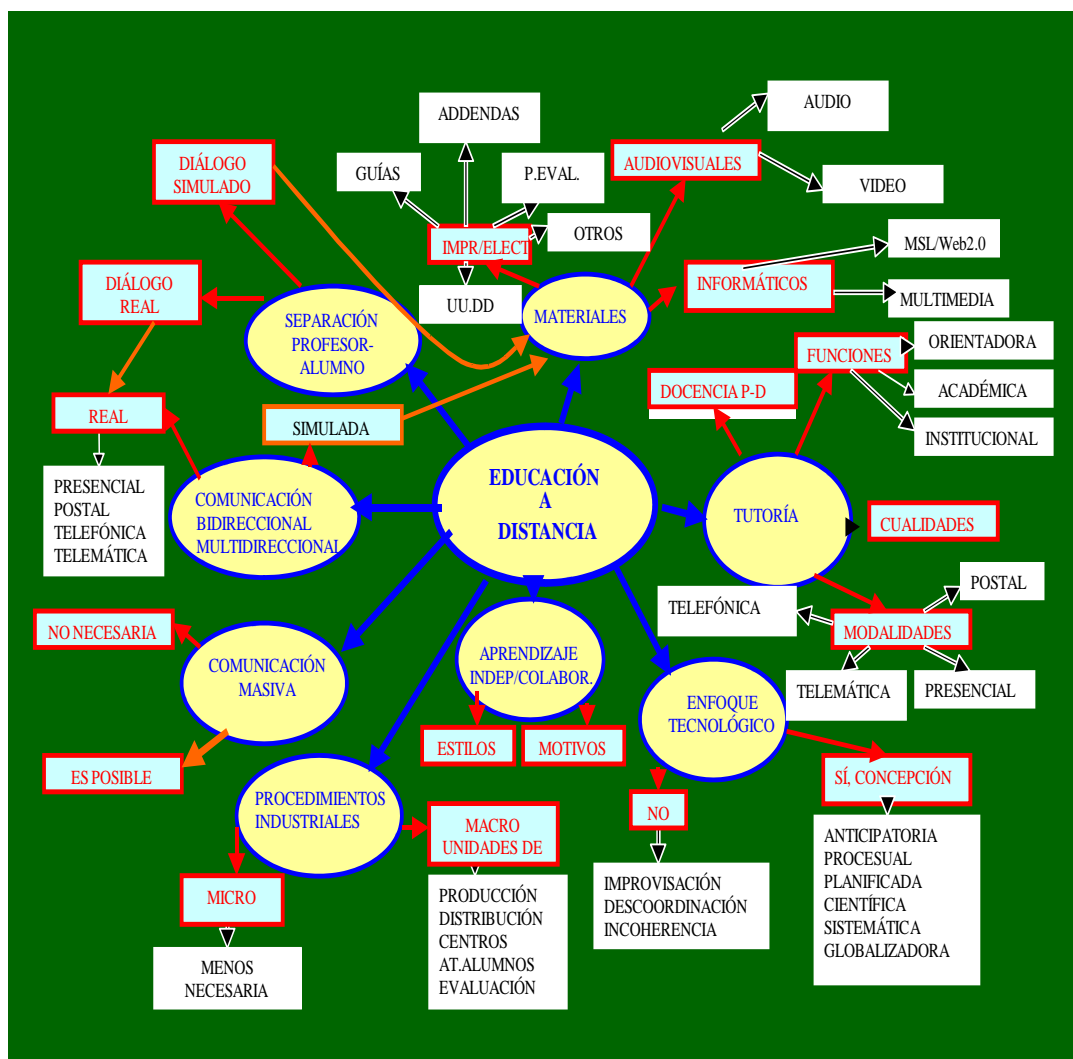 AUDIO
ADDENDAS
DIÁLOGO
SIMULADO
AUDIOVISUALES
GUÍAS
P.EVAL.
VIDEO
IMPR/ELECT
OTROS
MSL/Web2.0
DIÁLOGO
REAL
INFORMÁTICOS
MULTIMEDIA
UU.DD
MATERIALES
SEPARACIÓN
PROFESOR-
ALUMNO
FUNCIONES
ORIENTADORA
DOCENCIA P-D
ACADÉMICA
REAL
SIMULADA
INSTITUCIONAL
EDUCACIÓN
A
DISTANCIA
PRESENCIAL
POSTAL
TELEFÓNICA
TELEMÁTICA
COMUNICACIÓN
BIDIRECCIONAL
MULTIDIRECCIONAL
TUTORÍA
CUALIDADES
POSTAL
TELEFÓNICA
MODALIDADES
NO NECESARIA
COMUNICACIÓN
MASIVA
APRENDIZAJE
INDEP/COLABOR.
TELEMÁTICA
PRESENCIAL
ENFOQUE
TECNOLÓGICO
ESTILOS
MOTIVOS
ES POSIBLE
SÍ, CONCEPCIÓN
PROCEDIMIENTOS
INDUSTRIALES
NO
MACRO
UNIDADES DE
ANTICIPATORIA
PROCESUAL
PLANIFICADA
CIENTÍFICA
SISTEMÁTICA
GLOBALIZADORA
MICRO
PRODUCCIÓN
DISTRIBUCIÓN
CENTROS
AT.ALUMNOS
EVALUACIÓN
IMPROVISACIÓN
DESCOORDINACIÓN
INCOHERENCIA
MENOS
NECESARIA